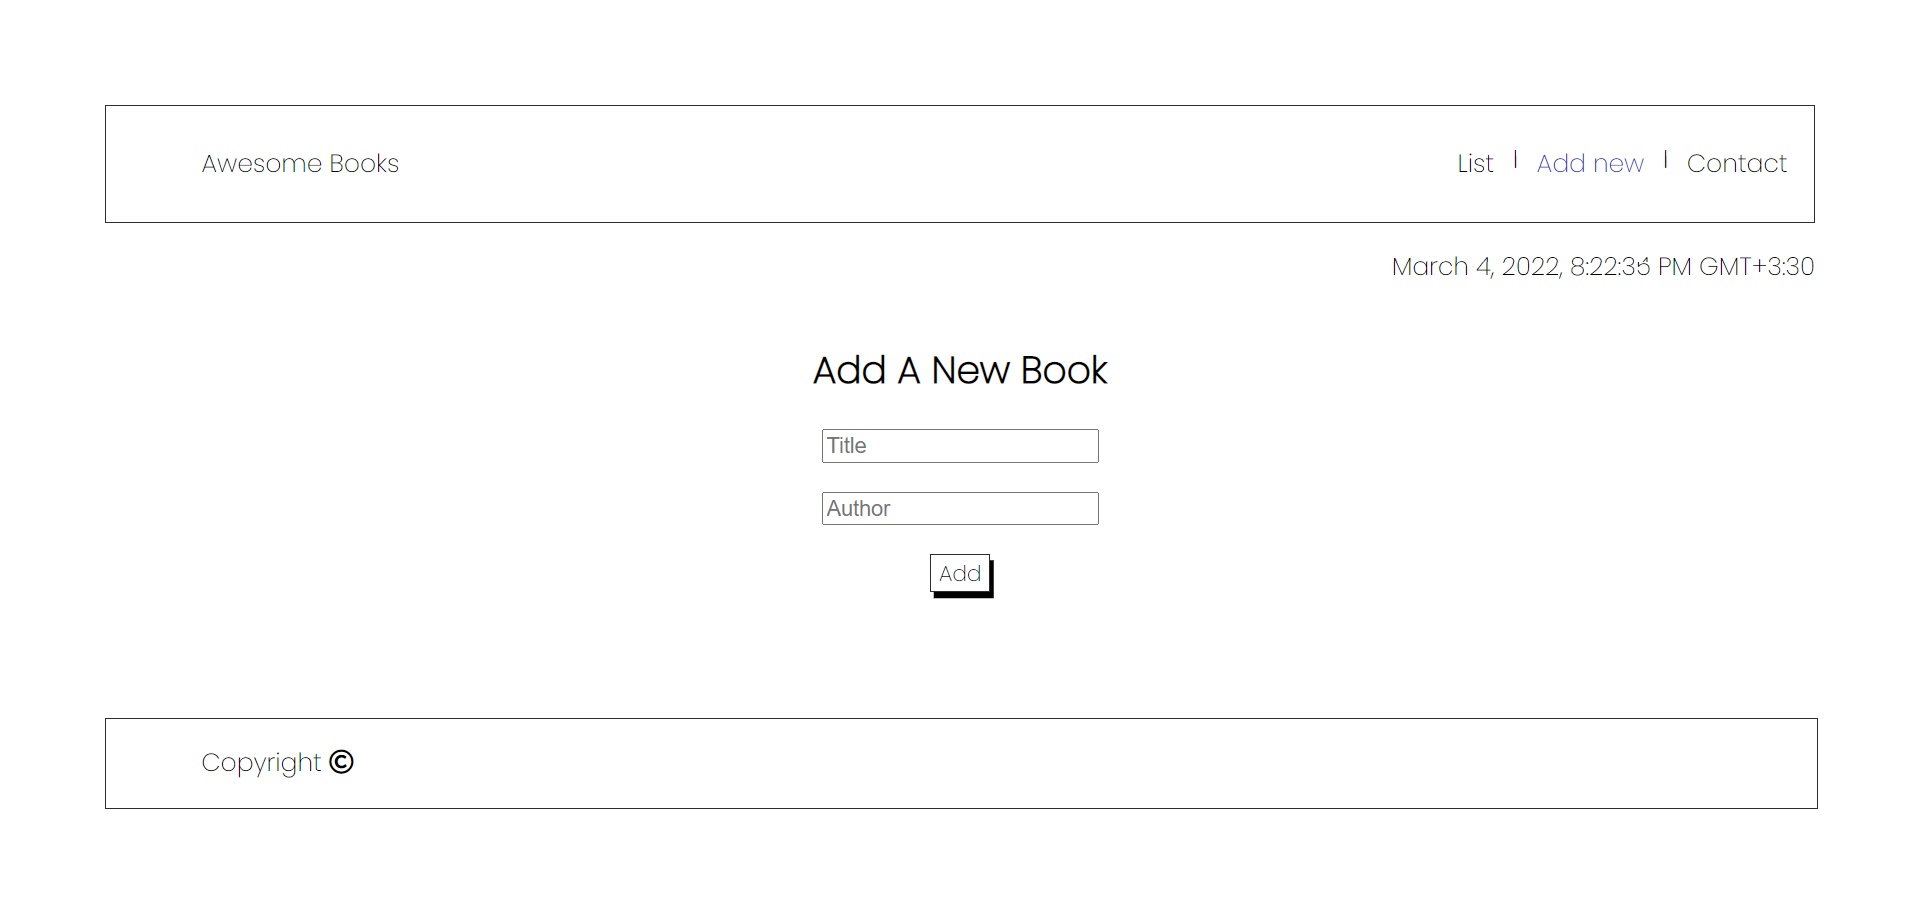 Awesome Books
List | Add new | Contact
March 4, 2022, 8:22:35 PM GMT+3:30
Add A New Book
Title
Author
Add
Copyright ©